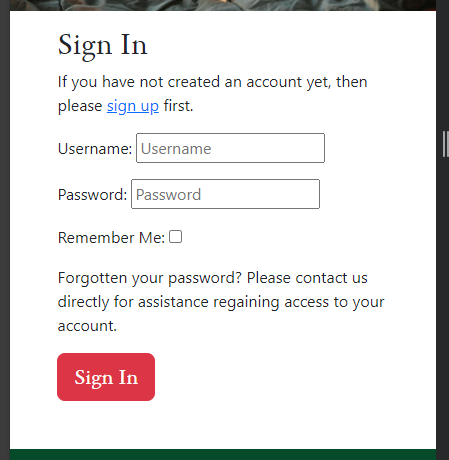 Sign In
If you have not created an account yet, then
please sign up first.
Username: Username
Password: Password
Remember Me:
Forgotten your password? Please contact us
directly for assistance regaining access to your
account.
Sign In